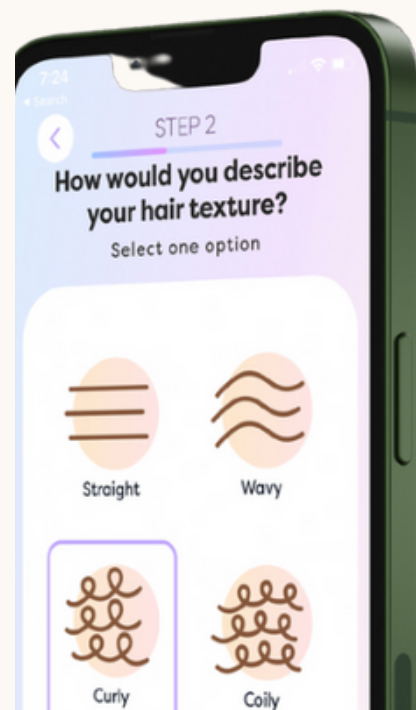 7:24
◂ Search
STEP 2
How would you describe
your hair texture?
Select one option
Straight
Wavy
Curly
Coily